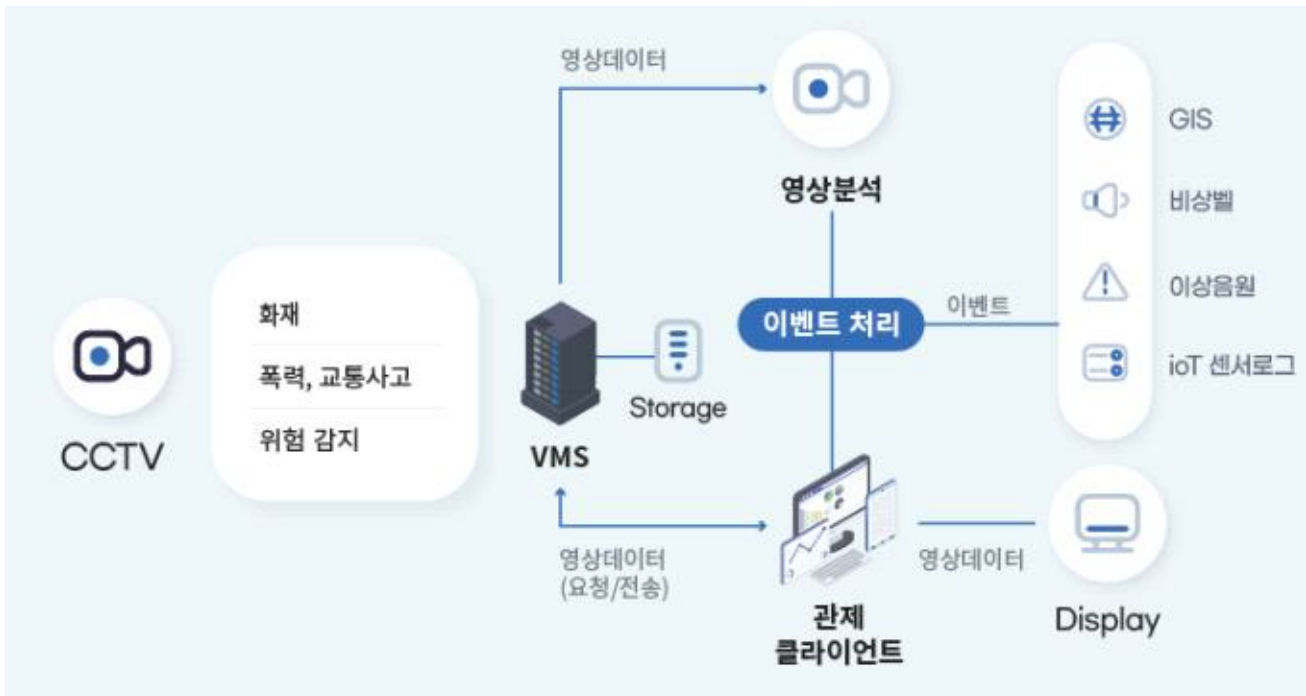 영상데이터
영상분석
GIS
비상벨
이상음원
ioT 센서로그
이벤트
이벤트 처리
CCTV
화재
폭력, 교통사고
위험 감지
VMS
Storage
영상데이터
(요청/전송)
관제
클라이언트
영상데이터
Display